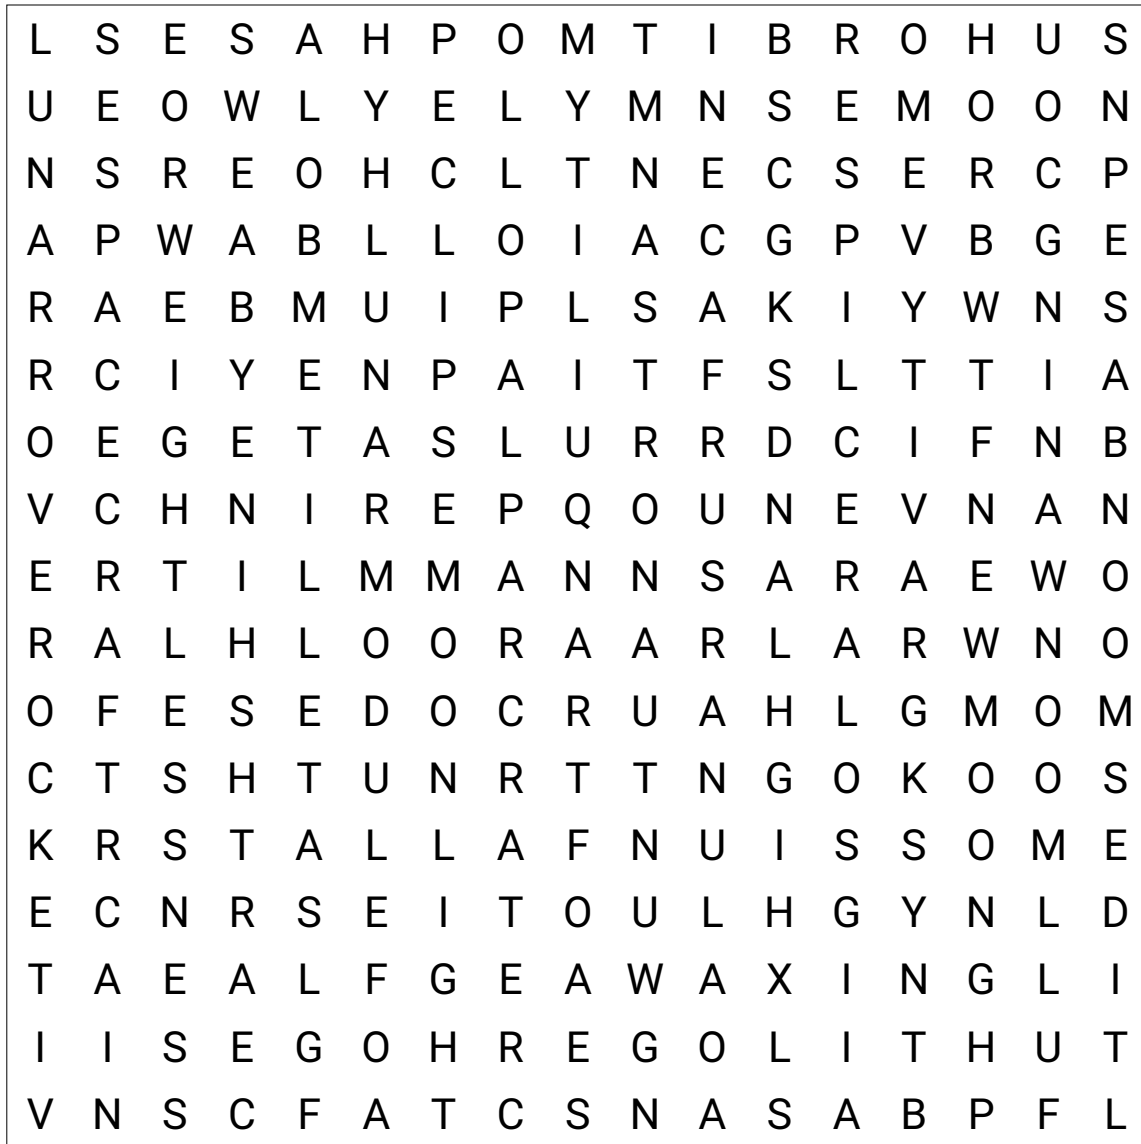 L S E S A H P O M T I B R O H U S
U E O W L Y E L Y M N S E M O O N
N S R E O H C L T N E C S E R C P
A P W A B L L O I A C G P V B G E
R A E B M U I P L S A K I Y W N S
R C I Y E N P A I T F S L T T I A
O E G E T A S L U R R D C I F N B
V C H N I R E P Q O U N E V N A N
E R T I L M M A N N S A R A E W O
R A L H L O O R A A R L A R W N O
O F E S E D O C R U A H L G M O M
C T S H T U N R T T N G O K O O S
K R S T A L L A F N U I S S O M E
E C N R S E I T O U L H G Y N L D
T A E A L F G E A W A X I N G L I
I I S E G O H R E G O L I T H U T
V N S C F A T C S N A S A B P F L